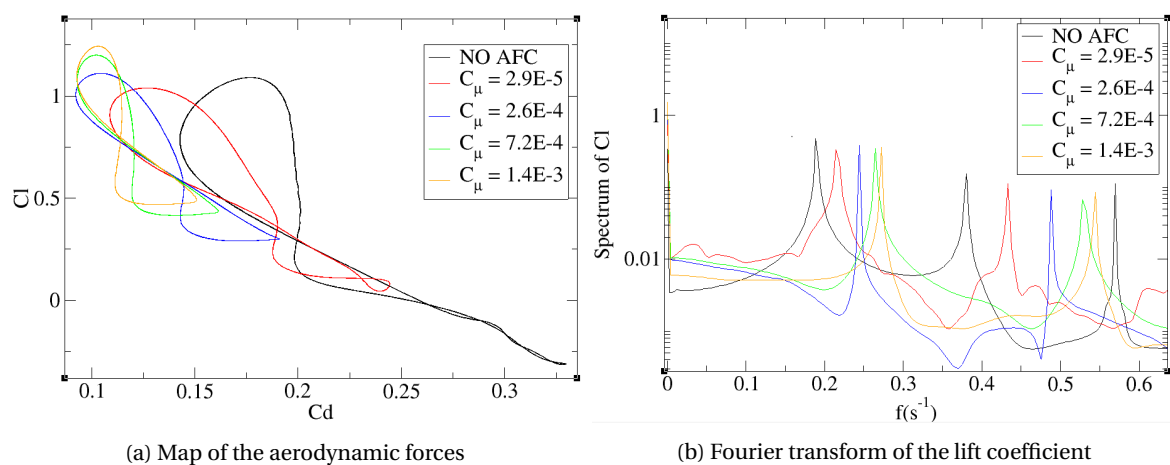 NO AFC
C_μ = 2.9E-5
C_μ = 2.6E-4
C_μ = 7.2E-4
C_μ = 1.4E-3
1
0.5
0
Cl
0.1
0.15
0.2
0.25
0.3
Cd
(a) Map of the aerodynamic forces
NO AFC
C_μ = 2.9E-5
C_μ = 2.6E-4
C_μ = 7.2E-4
C_μ = 1.4E-3
1
0.01
Spectrum of Cl
0
0.1
0.2
0.3
0.4
0.5
0.6
f(s⁻¹)
(b) Fourier transform of the lift coefficient